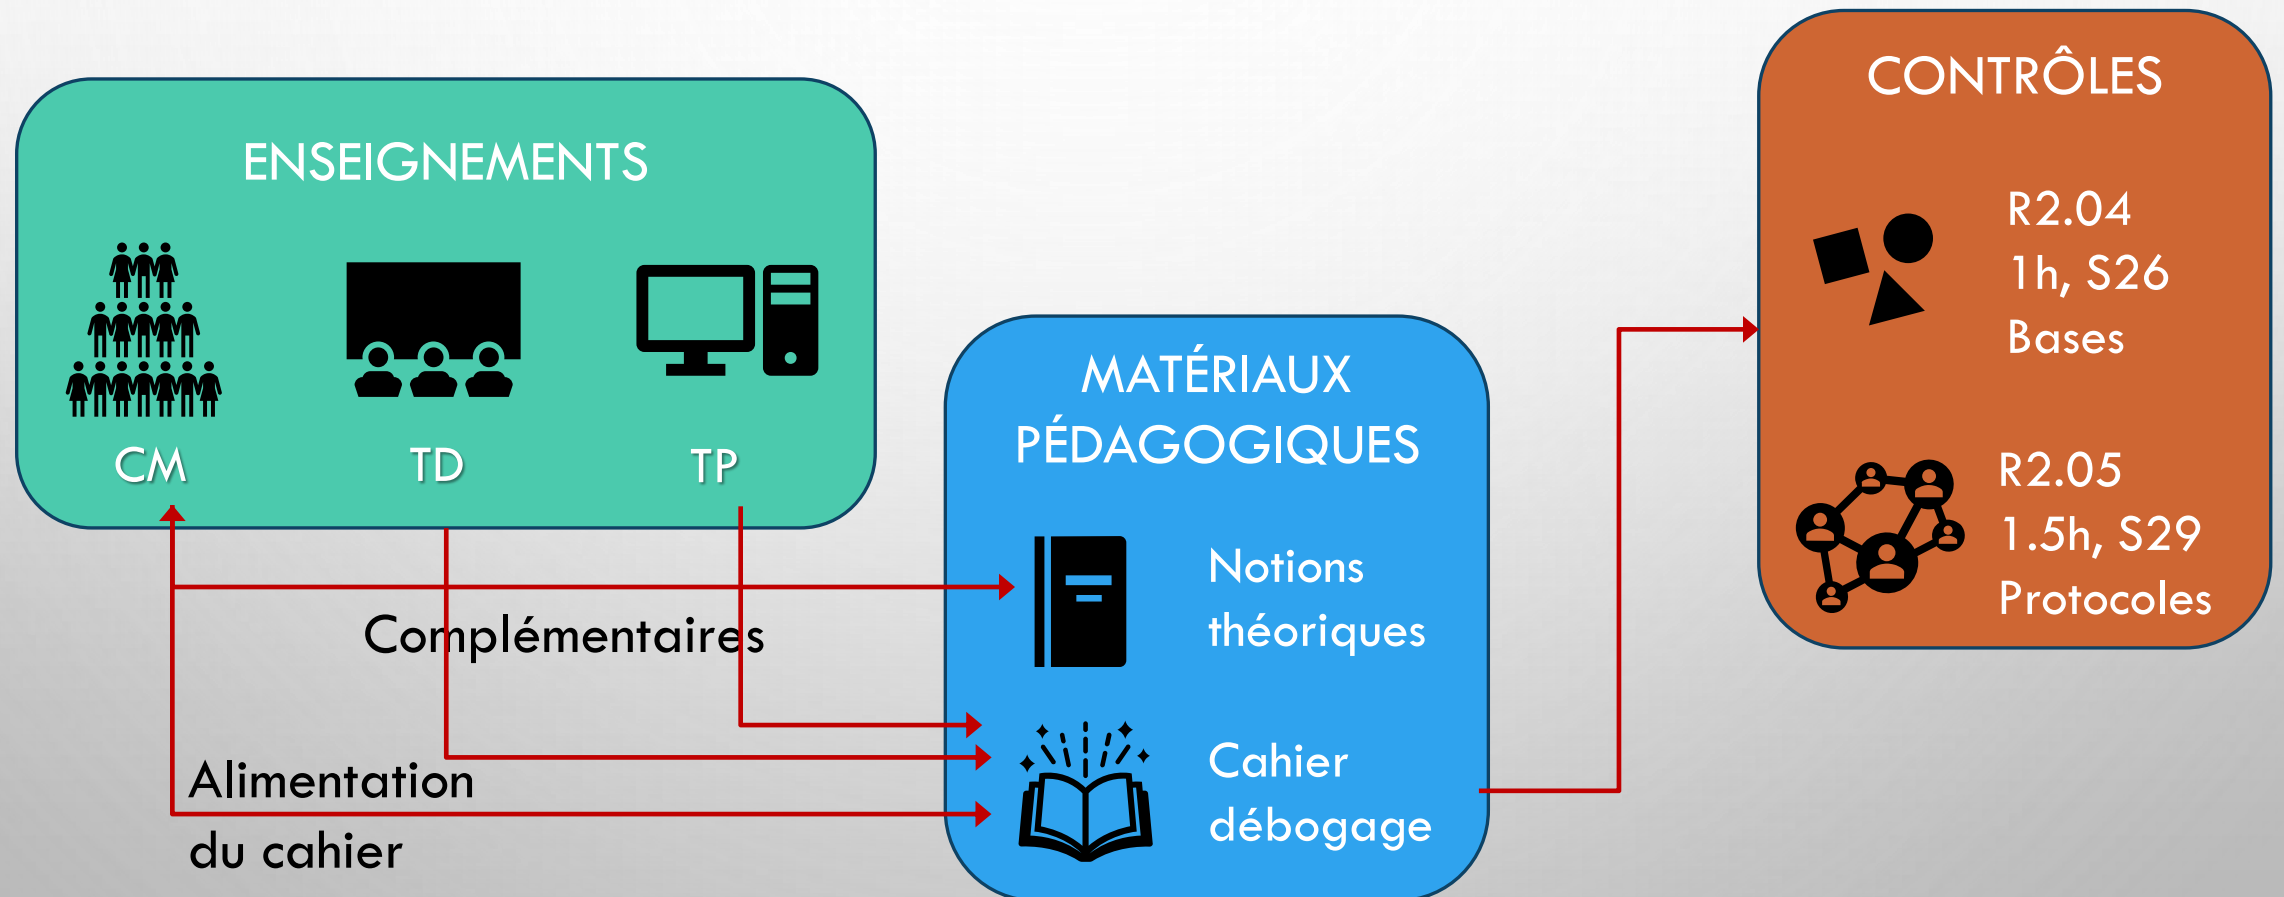 ENSEIGNEMENTS
CM
TD
TP
Complémentaires
Alimentation
du cahier
MATÉRIAUX
PÉDAGOGIQUES
Notions
théoriques
Cahier
débogage
CONTRÔLES
R2.04
1h, S26
Bases
R2.05
1.5h, S29
Protocoles